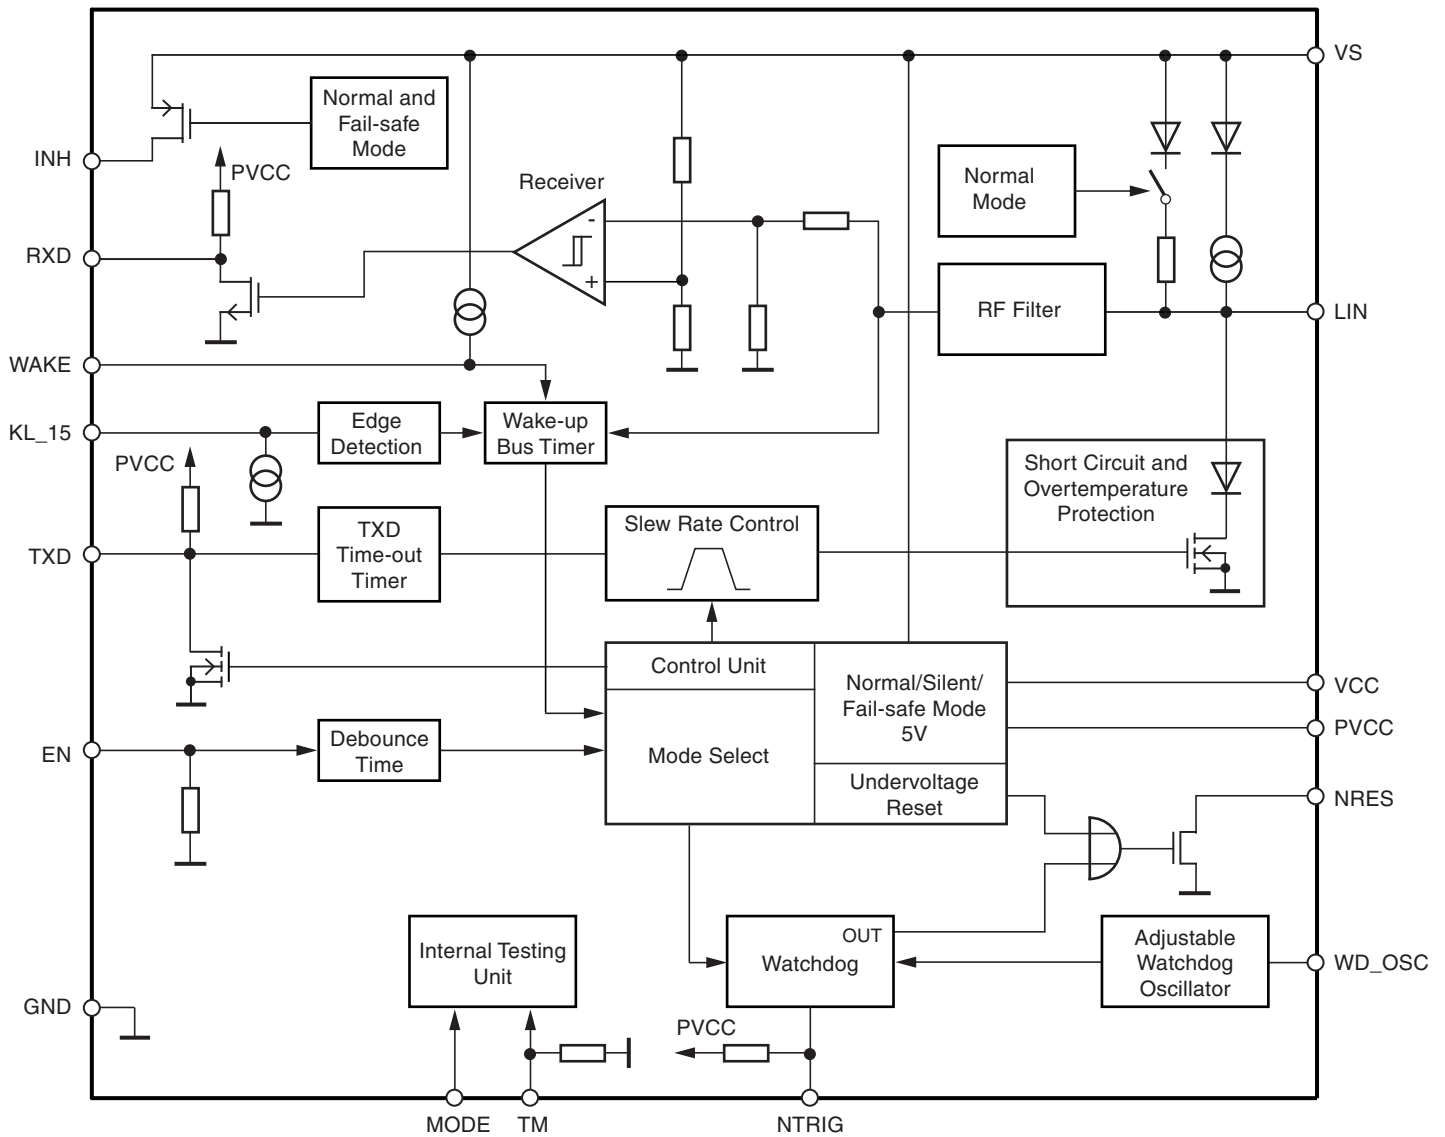 VS
Normal and
Fail-safe
Mode
INH
PVCC
Receiver
Normal
Mode
-
+
RXD
RF Filter
LIN
WAKE
KL_15
Edge
Detection
Wake-up
Bus Timer
PVCC
Short Circuit and
Overtemperature
Protection
TXD
TXD
Time-out
Timer
Slew Rate Control
Control Unit
Normal/Silent/
Fail-safe Mode
5V
VCC
PVCC
EN
Debounce
Time
Mode Select
Undervoltage
Reset
NRES
Internal Testing
Unit
OUT
Watchdog
Adjustable
Watchdog
Oscillator
WD_OSC
GND
PVCC
MODE
TM
NTRIG